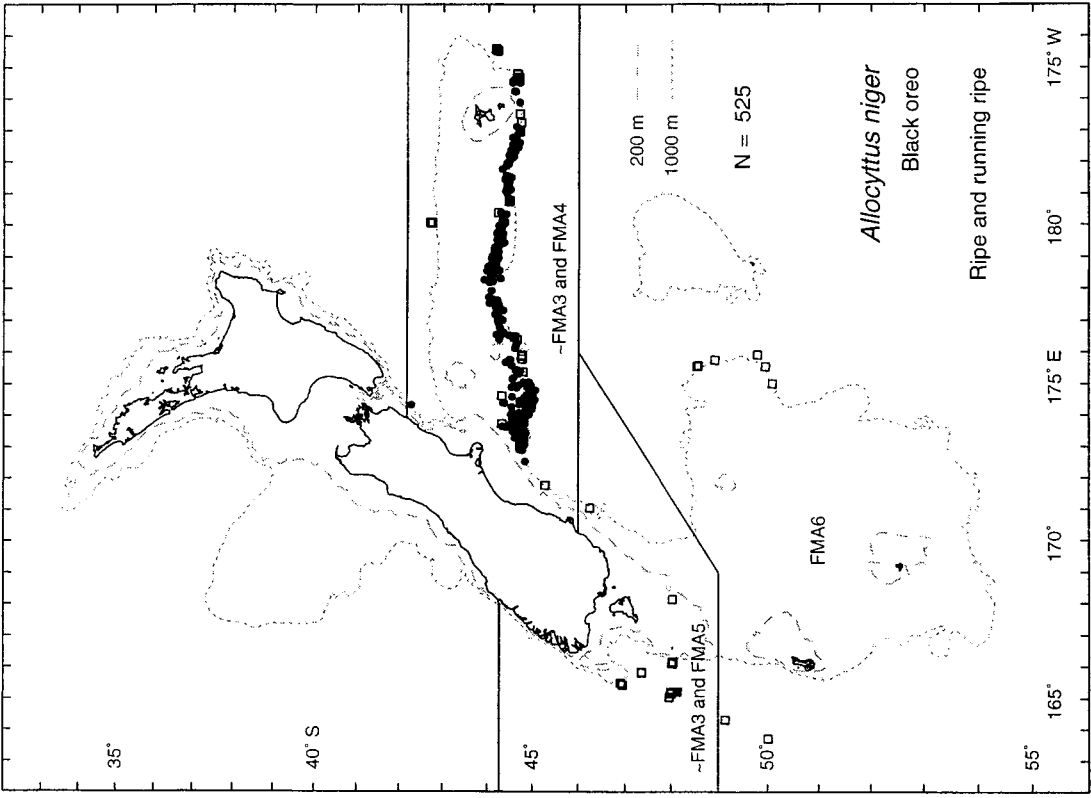 35°
40° S
45°
50°
55°
165°
170°
175° E
180°
175° W
~FMA3 and FMA4
~FMA3 and FMA5
FMA6
200 m
1000 m
N = 525
Allocyttus niger
Black oreo
Ripe and running ripe